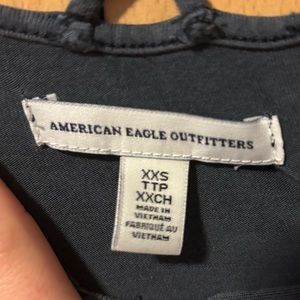 AMERICAN EAGLE OUTFITTERS
XXS
TTP
XXCH
MADE IN
VIETNAM
FABRIQUÉ AU
VIETNAM